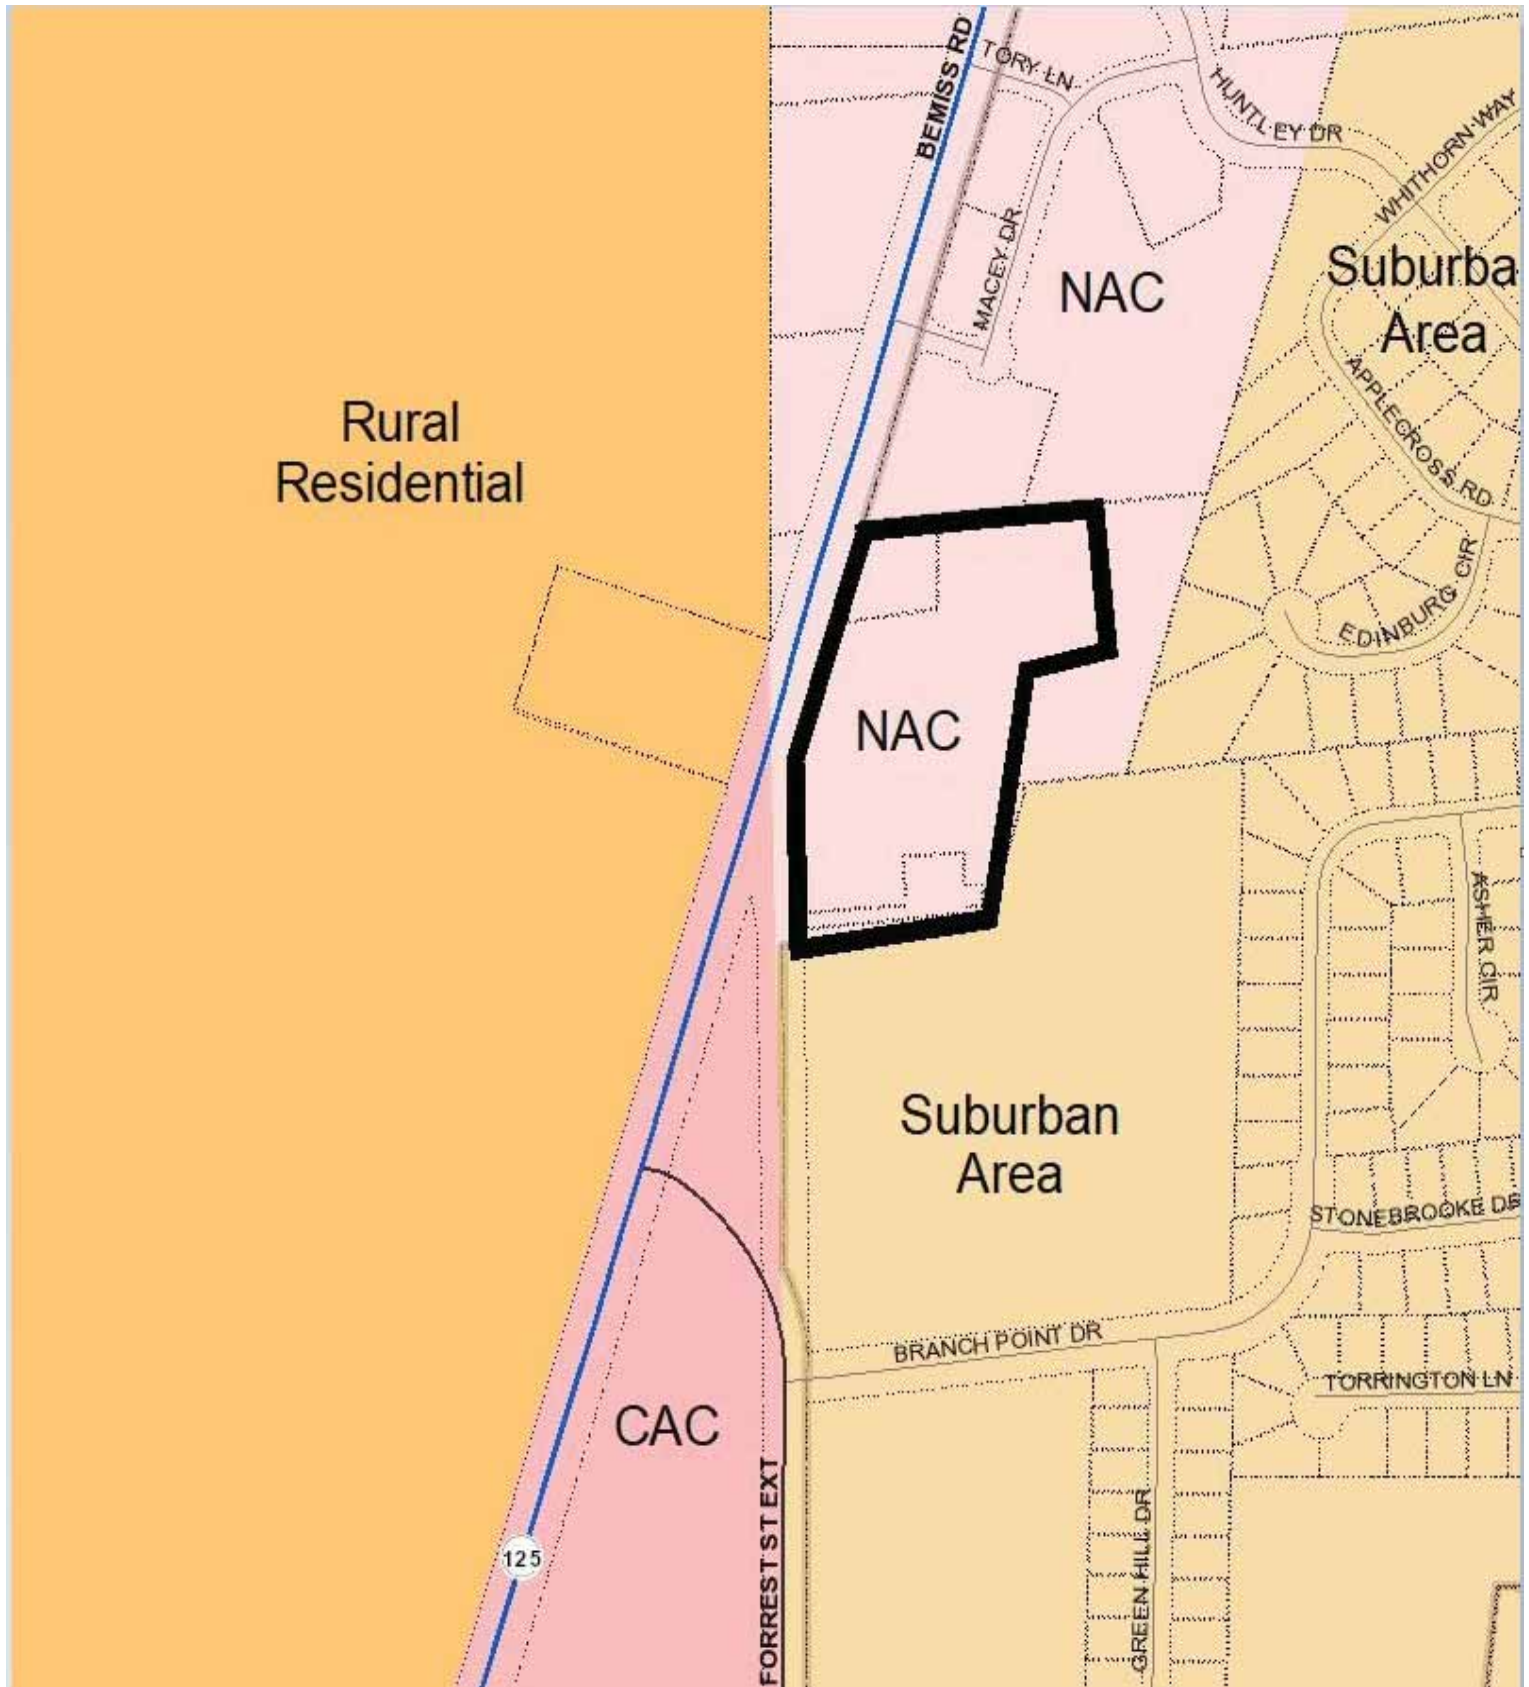 BEMISS RD
TORY LN
HUNTLEY DR
WHITHORN WAY
MACEY DR
NAC
Suburba
Area
APPLECROSS RD
Rural
Residential
EDINBURG CIR
NAC
ASHER CIR
Suburban
Area
STONEBROOKE DR
BRANCH POINT DR
TORRINGTON LN
CAC
FORREST ST EXT
GREEN HILL DR
125